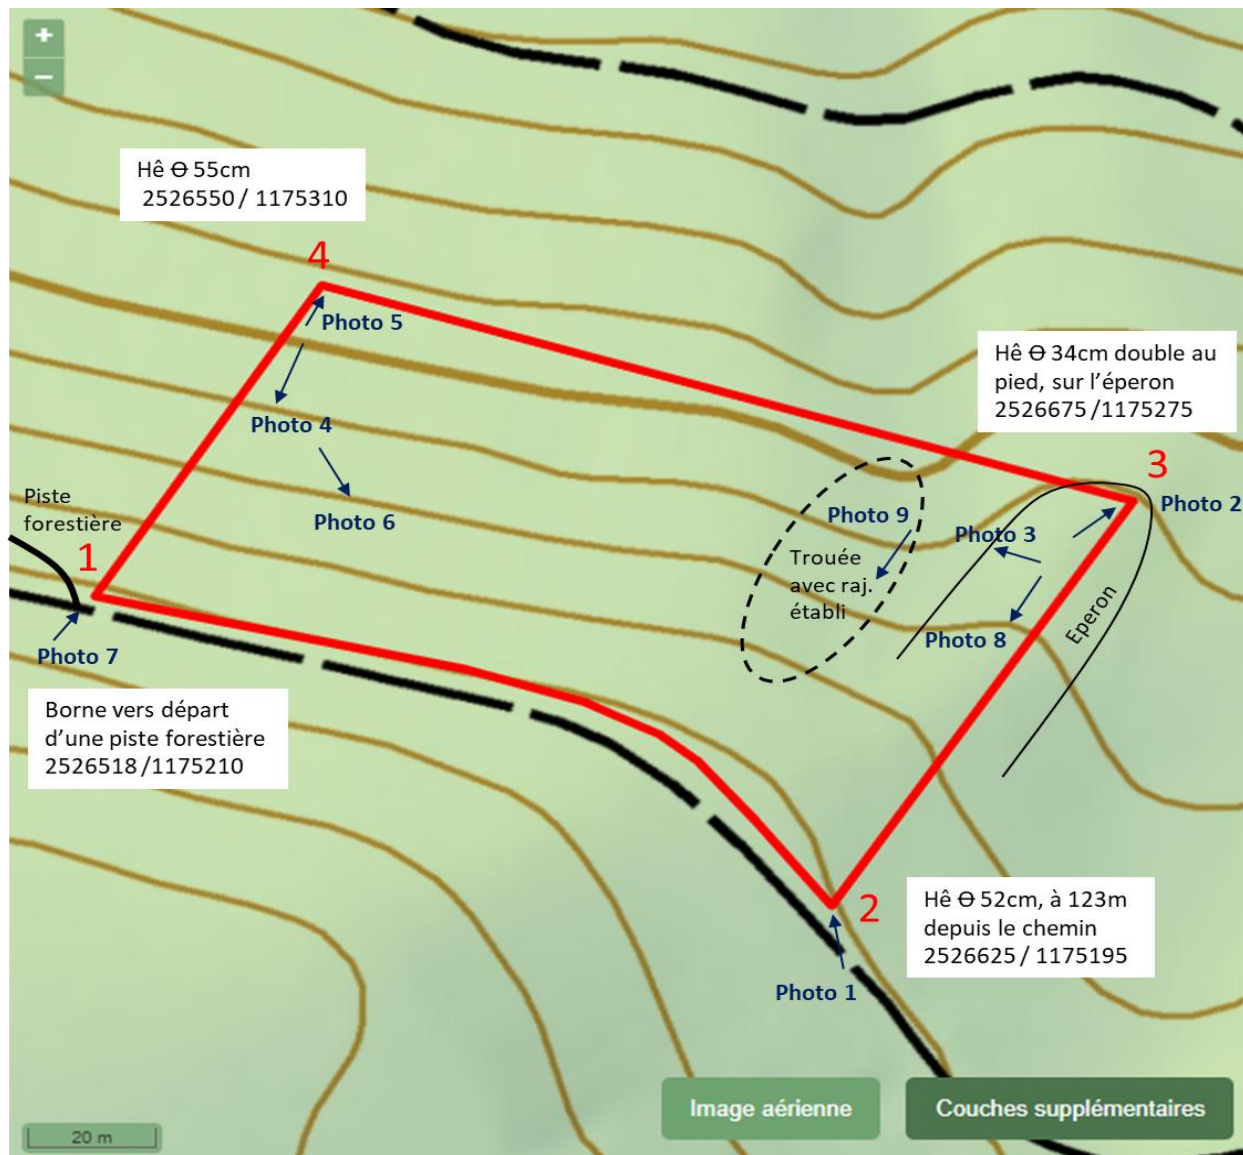 +
−
Hê Ꮎ 55cm
2526550 / 1175310
4
Photo 5
Hê Ꮎ 34cm double au
pied, sur l’éperon
2526675 /1175275
Photo 4
3
Photo 2
Piste
forestière
Photo 6
Photo 9
Photo 3
1
Trouée
avec raj.
établi
Eperon
Photo 8
Photo 7
Borne vers départ
d’une piste forestière
2526518 /1175210
2
Hê Ꮎ 52cm, à 123m
depuis le chemin
2526625 / 1175195
Photo 1
Image aérienne
Couches supplémentaires
20 m